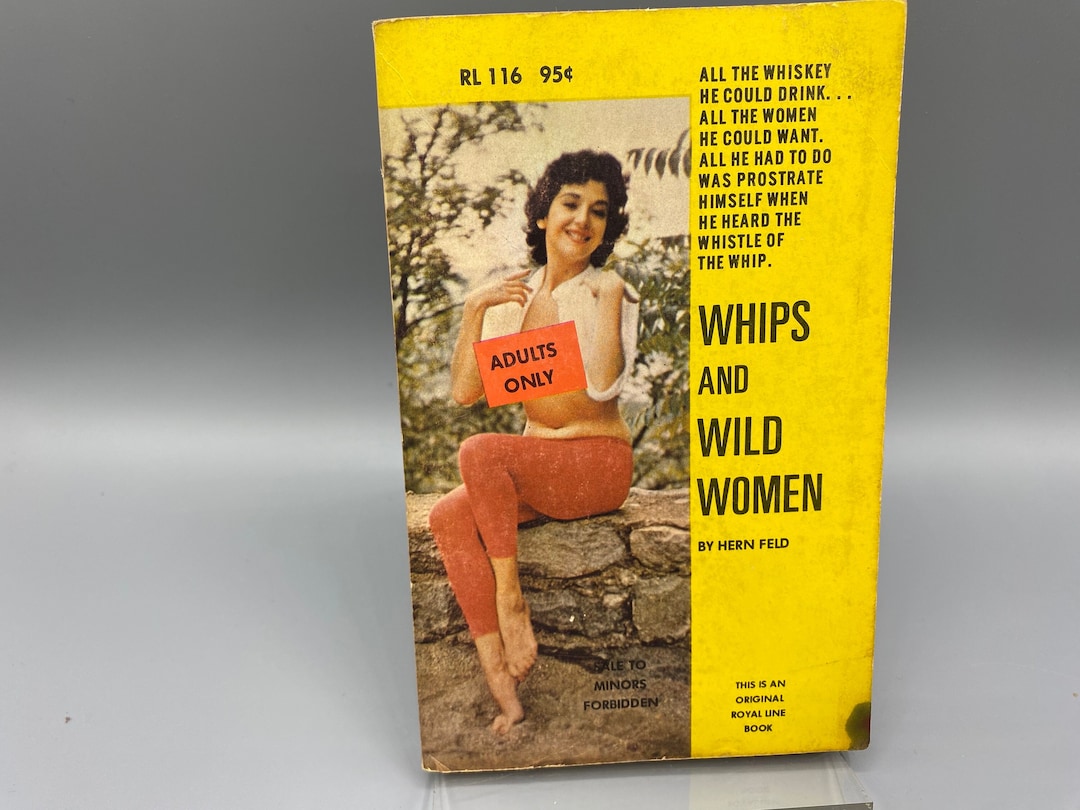 RL 116 95¢
ALL THE WHISKEY
HE COULD DRINK. . .
ALL THE WOMEN
HE COULD WANT.
ALL HE HAD TO DO
WAS PROSTRATE
HIMSELF WHEN
HE HEARD THE
WHISTLE OF
THE WHIP.
WHIPS
AND
WILD
WOMEN
BY HERN FELD
ADULTS
ONLY
SALE TO
MINORS
FORBIDDEN
THIS IS AN
ORIGINAL
ROYAL LINE
BOOK